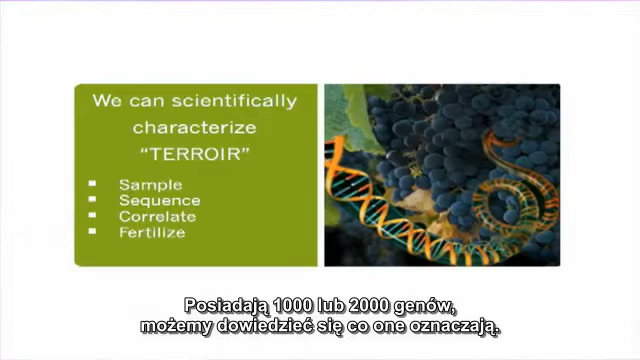 We can scientifically
characterize
“TERROIR”
Sample
Sequence
Correlate
Fertilize
Posiadają 1000 lub 2000 genów,
możemy dowiedzieć się co one oznaczają.